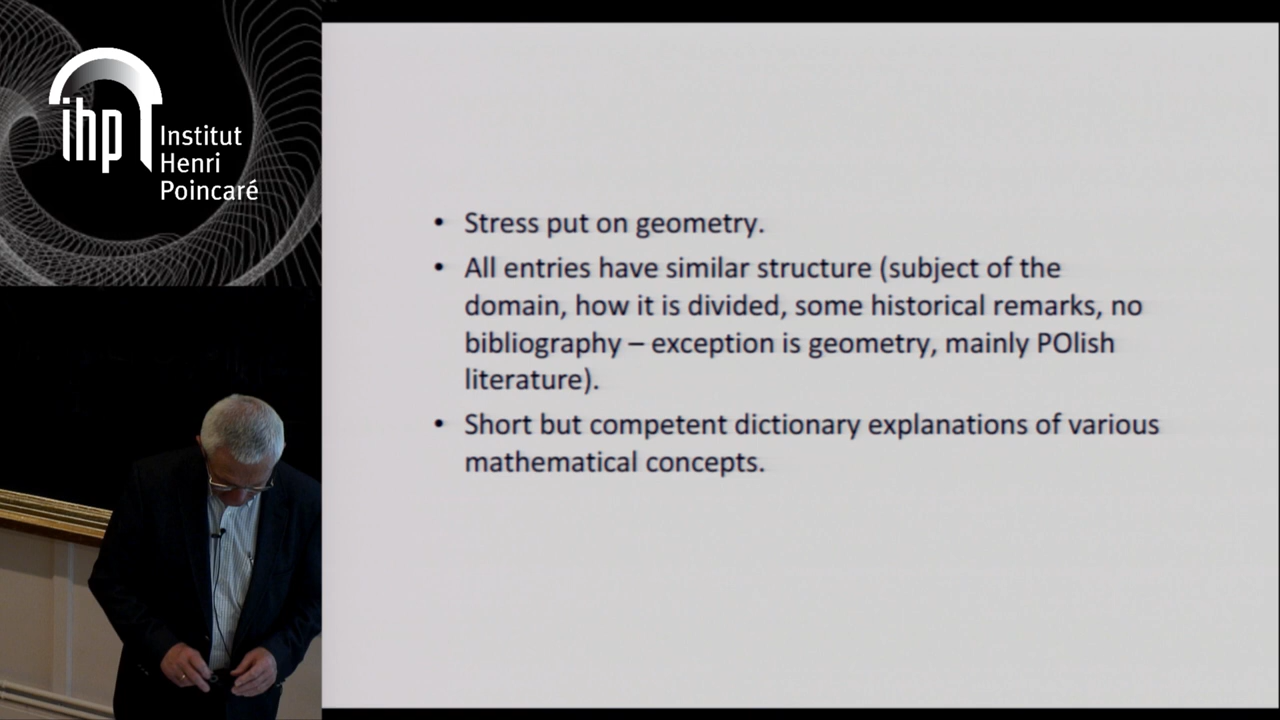 ihp
Institut
Henri
Poincaré
• Stress put on geometry.
• All entries have similar structure (subject of the
domain, how it is divided, some historical remarks, no
bibliography – exception is geometry, mainly POlish
literature).
• Short but competent dictionary explanations of various
mathematical concepts.